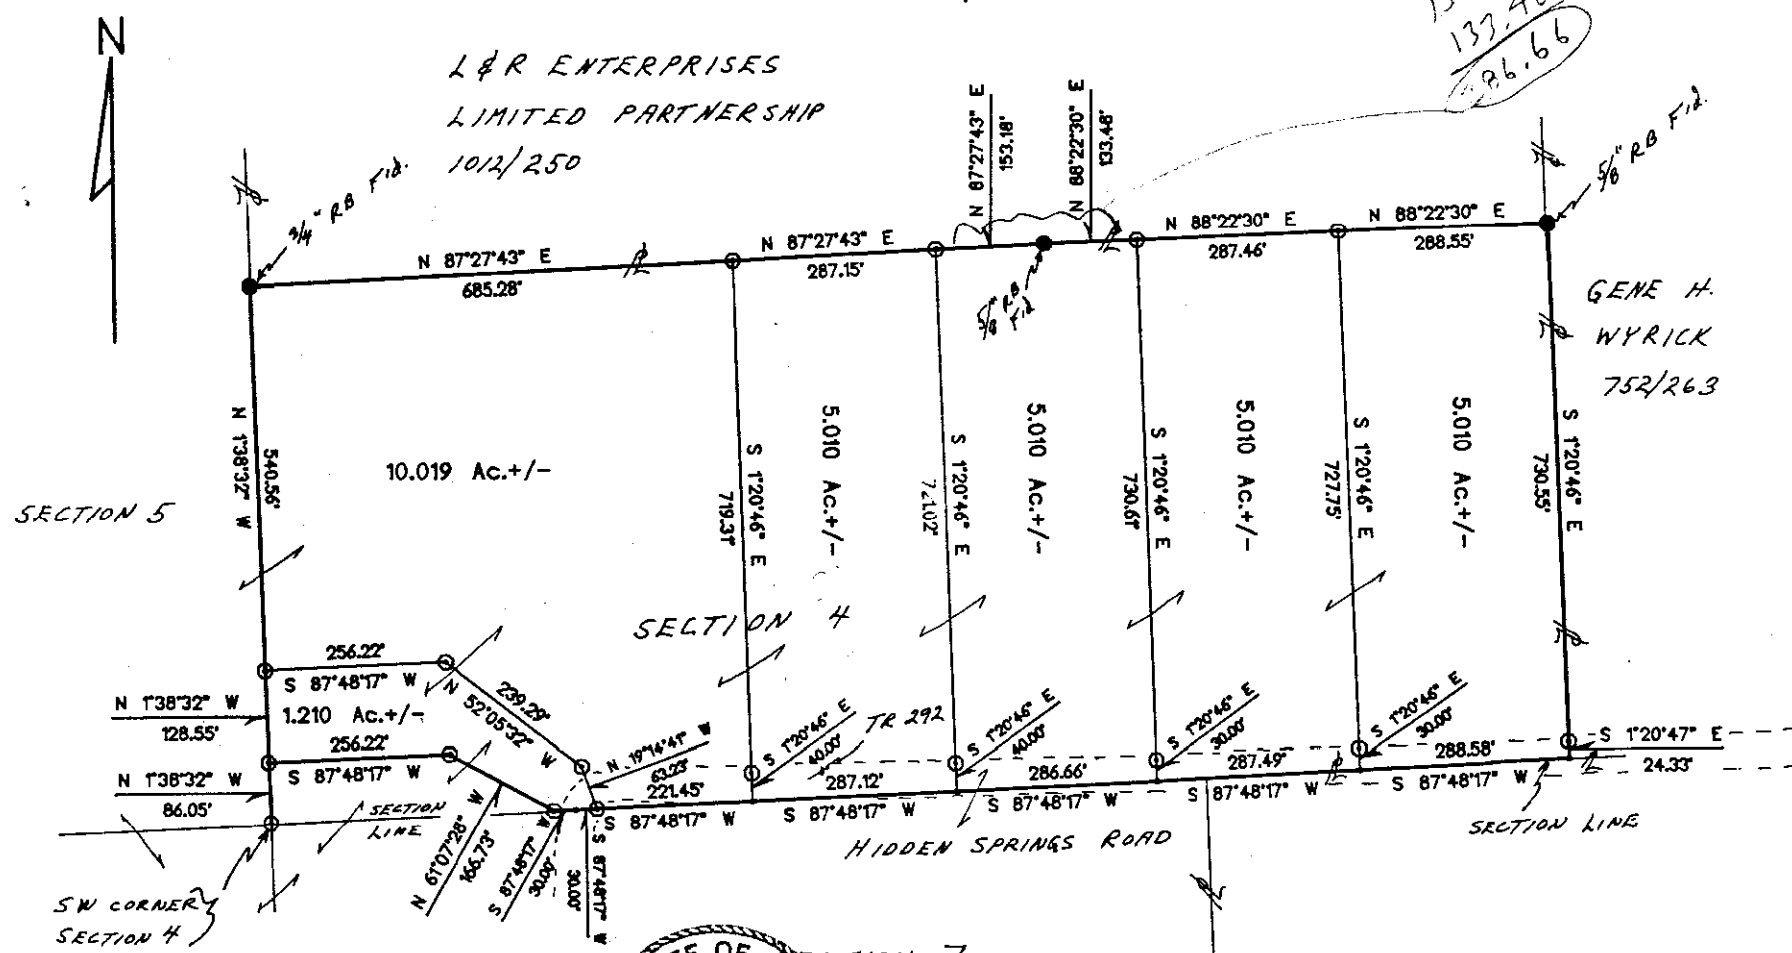 N
L & R ENTERPRISES
LIMITED PARTNERSHIP
1012/250
133.48
86.66
3/4" RB F'd.
5/8" RB F'd.
5/8" RB F'd.
N 87°27'43" E
153.18'
N 88°22'30" E
133.48'
N 87°27'43" E
685.28'
N 87°27'43" E
287.15'
N 88°22'30" E
287.46'
N 88°22'30" E
288.55'
GENE H.
WYRICK
752/263
N 1°38'32" W
540.56'
10.019 Ac.+/-
S 1°20'46" E
719.31'
5.010 Ac.+/-
S 1°20'46" E
5.010 Ac.+/-
S 1°20'46" E
730.61'
5.010 Ac.+/-
S 1°20'46" E
727.75'
5.010 Ac.+/-
S 1°20'46" E
730.55'
SECTION 5
SECTION 4
256.22'
S 87°48'17" W
1.210 Ac.+/-
N 1°38'32" W
128.55'
256.22'
S 87°48'17" W
N 1°38'32" W
86.05'
239.29'
N 52°05'32" W
N 19°14'41" W
63.23'
221.45'
S 87°48'17" W
S 1°20'46" E
40.00'
TR 292
287.12'
S 87°48'17" W
S 1°20'46" E
40.00'
286.66'
S 87°48'17" W
S 1°20'46" E
30.00'
287.49'
S 87°48'17" W
S 1°20'46" E
30.00'
288.58'
S 87°48'17" W
S 1°20'47" E
24.33'
SECTION
LINE
N 61°07'28" W
166.73'
S 87°48'17" W
30.00'
S 87°48'17" W
30.00'
HIDDEN SPRINGS ROAD
SECTION LINE
SW CORNER
SECTION 4
OF